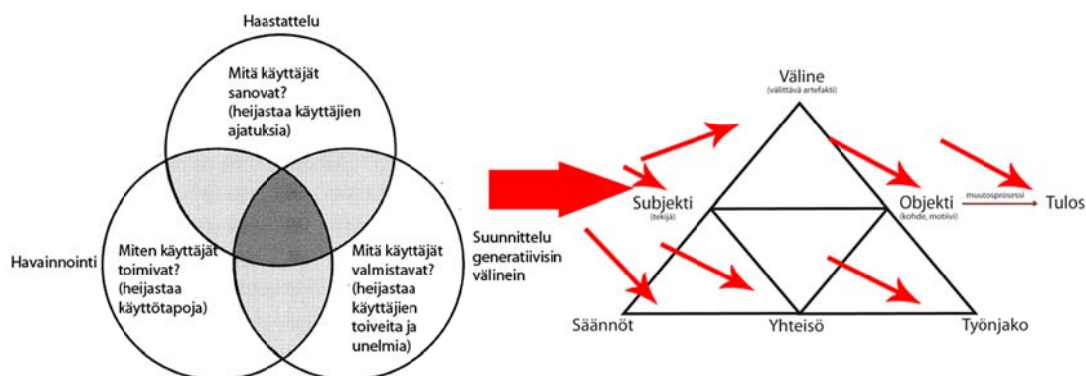 Haastattelu
Mitä käyttäjät
sanovat?
(heijastaa käyttäjien
ajatuksia)
Havainnointi
Miten käyttäjät
toimivat?
(heijastaa
käyttötapoja)
Mitä käyttäjät
valmistavat?
(heijastaa
käyttäjien
toiveita ja
unelmia)
Suunnittelu
generatiivisin
välinein
Väline
(välittävä artefakti)
Subjekti
(tekijä)
Objekti
(kohde, motiivi)
muutosprosessi
Tulos
Säännöt
Yhteisö
Työnjako